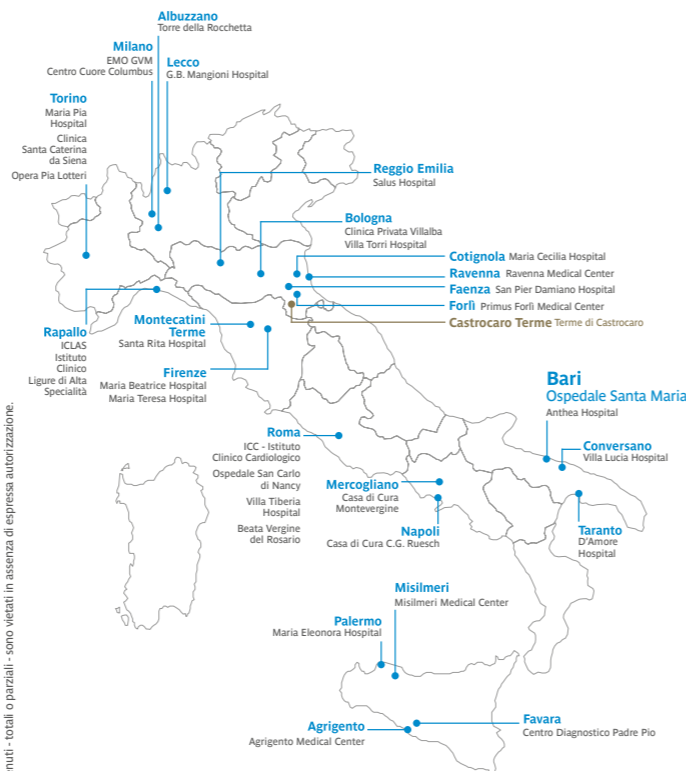 Albuzzano
Torre della Rocchetta
Milano
EMO GVM
Centro Cuore Columbus
Lecco
G.B. Mangioni Hospital
Torino
Maria Pia
Hospital
Clinica
Santa Caterina
da Siena
Opera Pia Lotteri
Reggio Emilia
Salus Hospital
Bologna
Clinica Privata Villalba
Villa Torri Hospital
Cotignola Maria Cecilia Hospital
Ravenna Ravenna Medical Center
Faenza San Pier Damiano Hospital
Forlì Primus Forlì Medical Center
Castrocaro Terme Terme di Castrocaro
Rapallo
ICLAS
Istituto
Clinico
Ligure di Alta
Specialità
Montecatini
Terme
Santa Rita Hospital
Firenze
Maria Beatrice Hospital
Maria Teresa Hospital
Bari
Ospedale Santa Maria
Anthea Hospital
Conversano
Villa Lucia Hospital
Roma
ICC - Istituto
Clinico Cardiologico
Ospedale San Carlo
di Nancy
Villa Tiberia
Hospital
Beata Vergine
del Rosario
Mercogliano
Casa di Cura
Montevergine
Napoli
Casa di Cura C.G. Ruesch
Taranto
D'Amore
Hospital
Misilmeri
Misilmeri Medical Center
Palermo
Maria Eleonora Hospital
Agrigento
Agrigento Medical Center
Favara
Centro Diagnostico Padre Pio
enuti - totali o parziali - sono vietati in assenza di espressa autorizzazione.